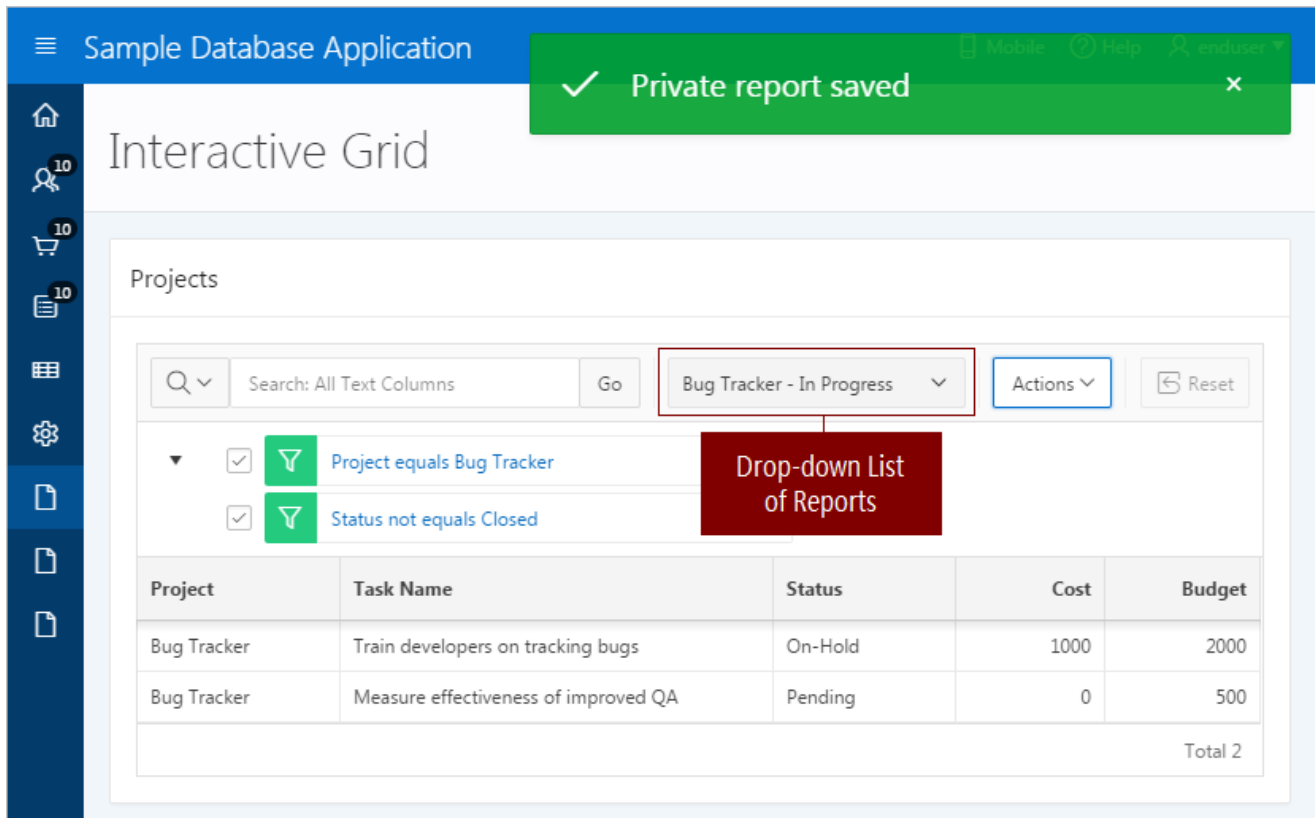 Sample Database Application
Mobile Help enduser
Private report saved ×
Interactive Grid
10
10
10
Projects
Search: All Text Columns Go Bug Tracker - In Progress Actions Reset
Project equals Bug Tracker
Status not equals Closed
Drop-down List
of Reports
Project Task Name Status Cost Budget
Bug Tracker Train developers on tracking bugs On-Hold 1000 2000
Bug Tracker Measure effectiveness of improved QA Pending 0 500
Total 2